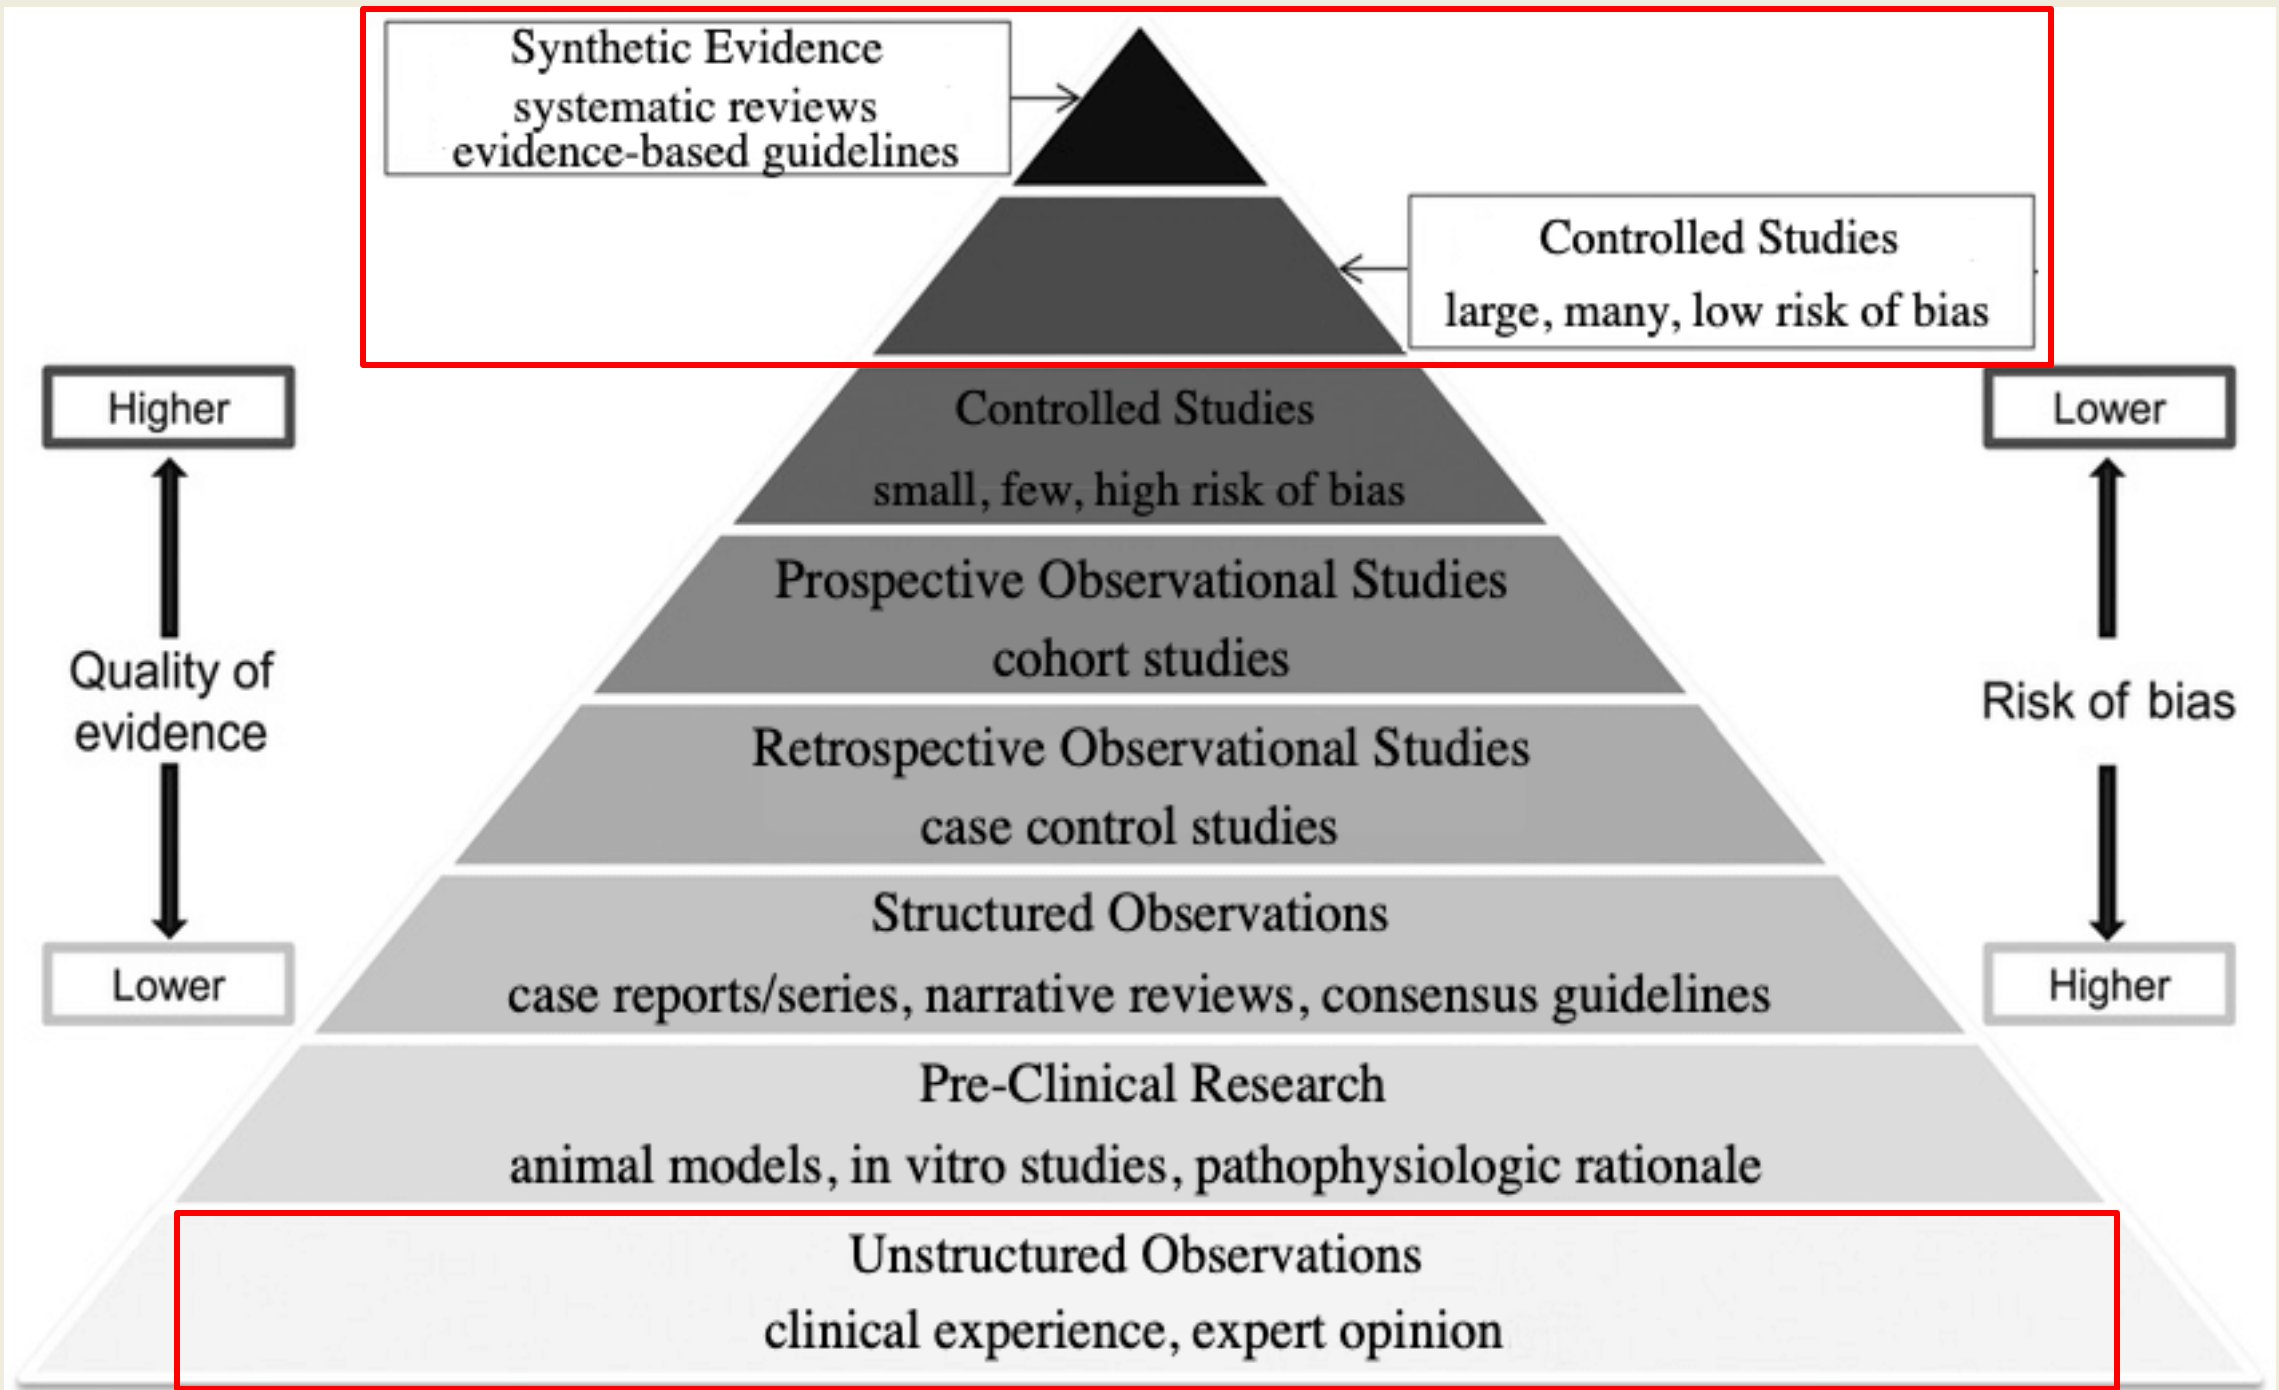 Synthetic Evidence
systematic reviews
evidence-based guidelines
Controlled Studies
large, many, low risk of bias
Higher
Lower
Controlled Studies
small, few, high risk of bias
Prospective Observational Studies
cohort studies
Quality of
evidence
Risk of bias
Retrospective Observational Studies
case control studies
Structured Observations
case reports/series, narrative reviews, consensus guidelines
Lower
Higher
Pre-Clinical Research
animal models, in vitro studies, pathophysiologic rationale
Unstructured Observations
clinical experience, expert opinion